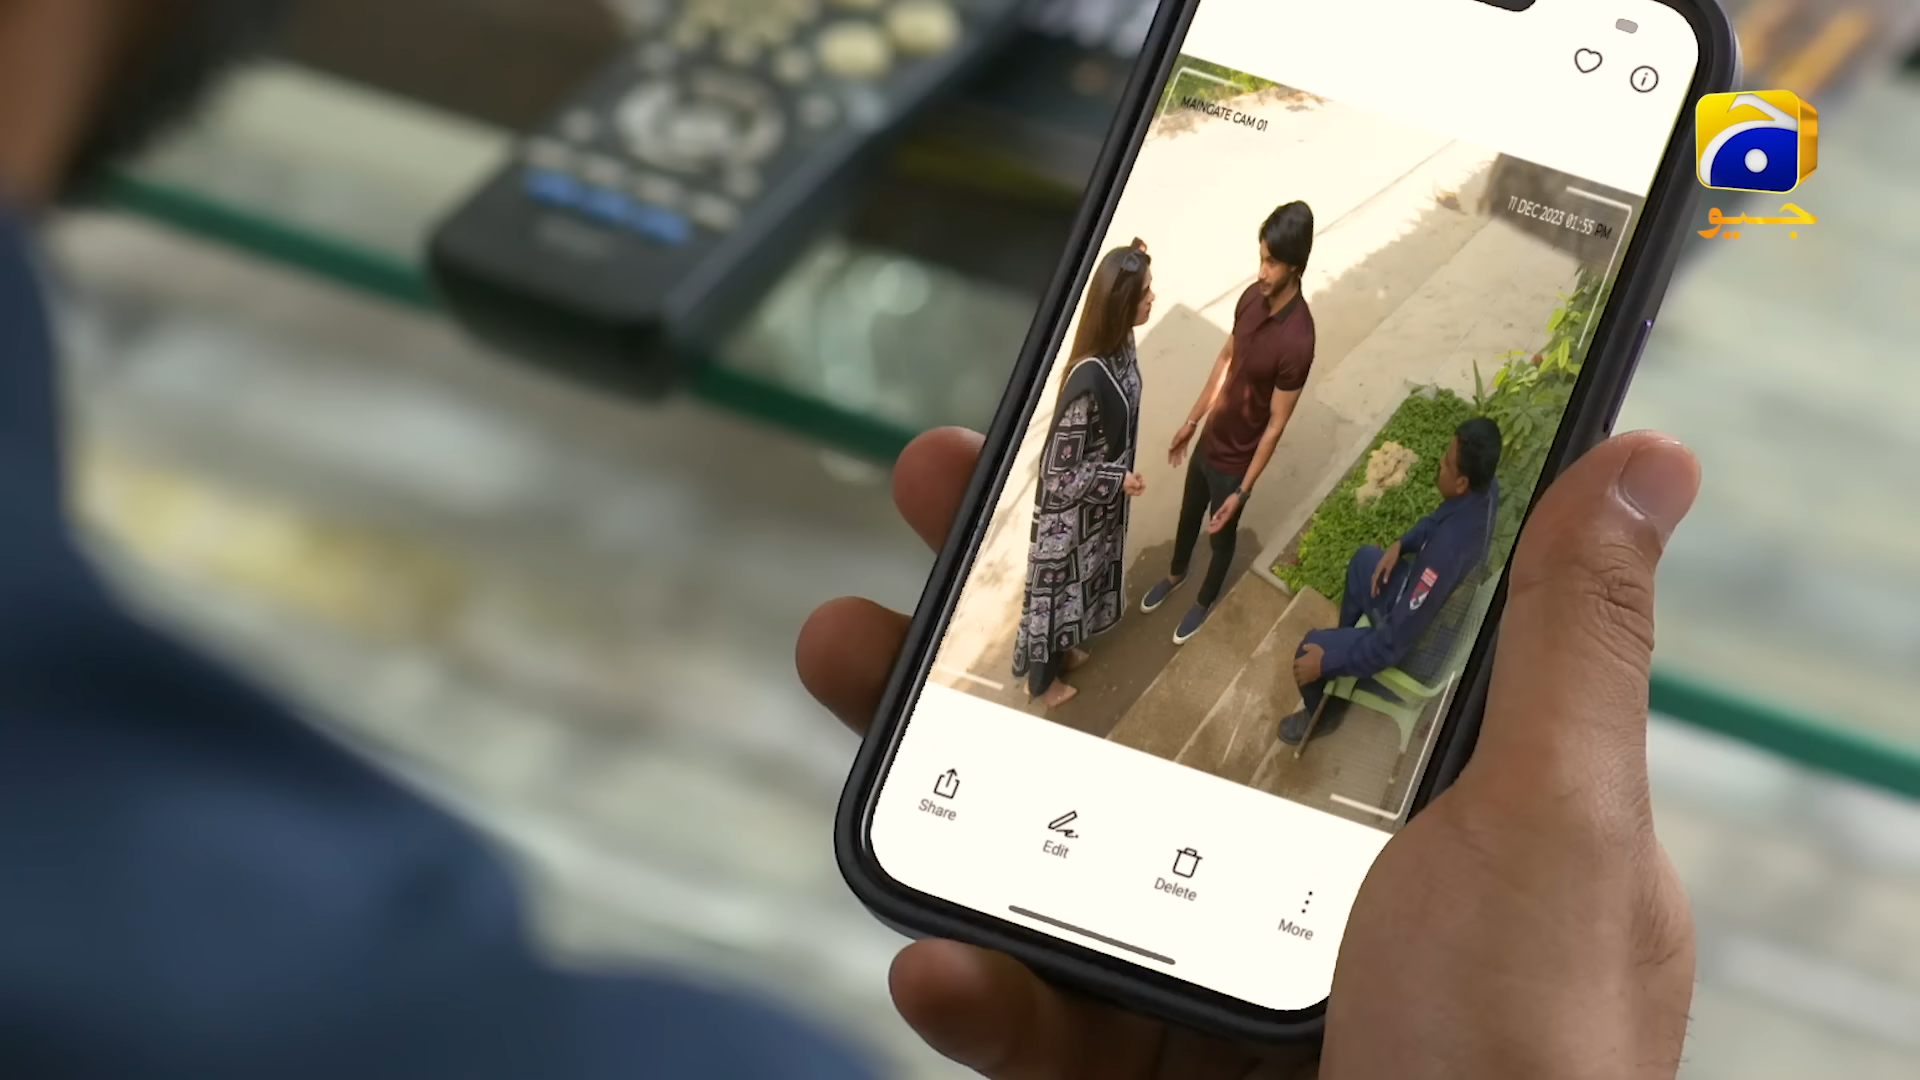 MAINGATE CAM 01
11 DEC 2023 01:55 PM
جیو
Share
Edit
Delete
More